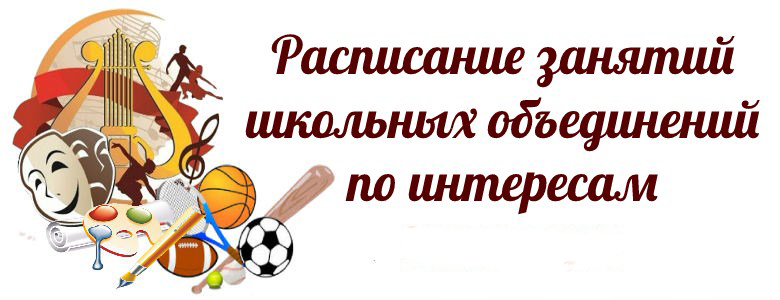 Расписание занятий
школьных объединений
по интересам